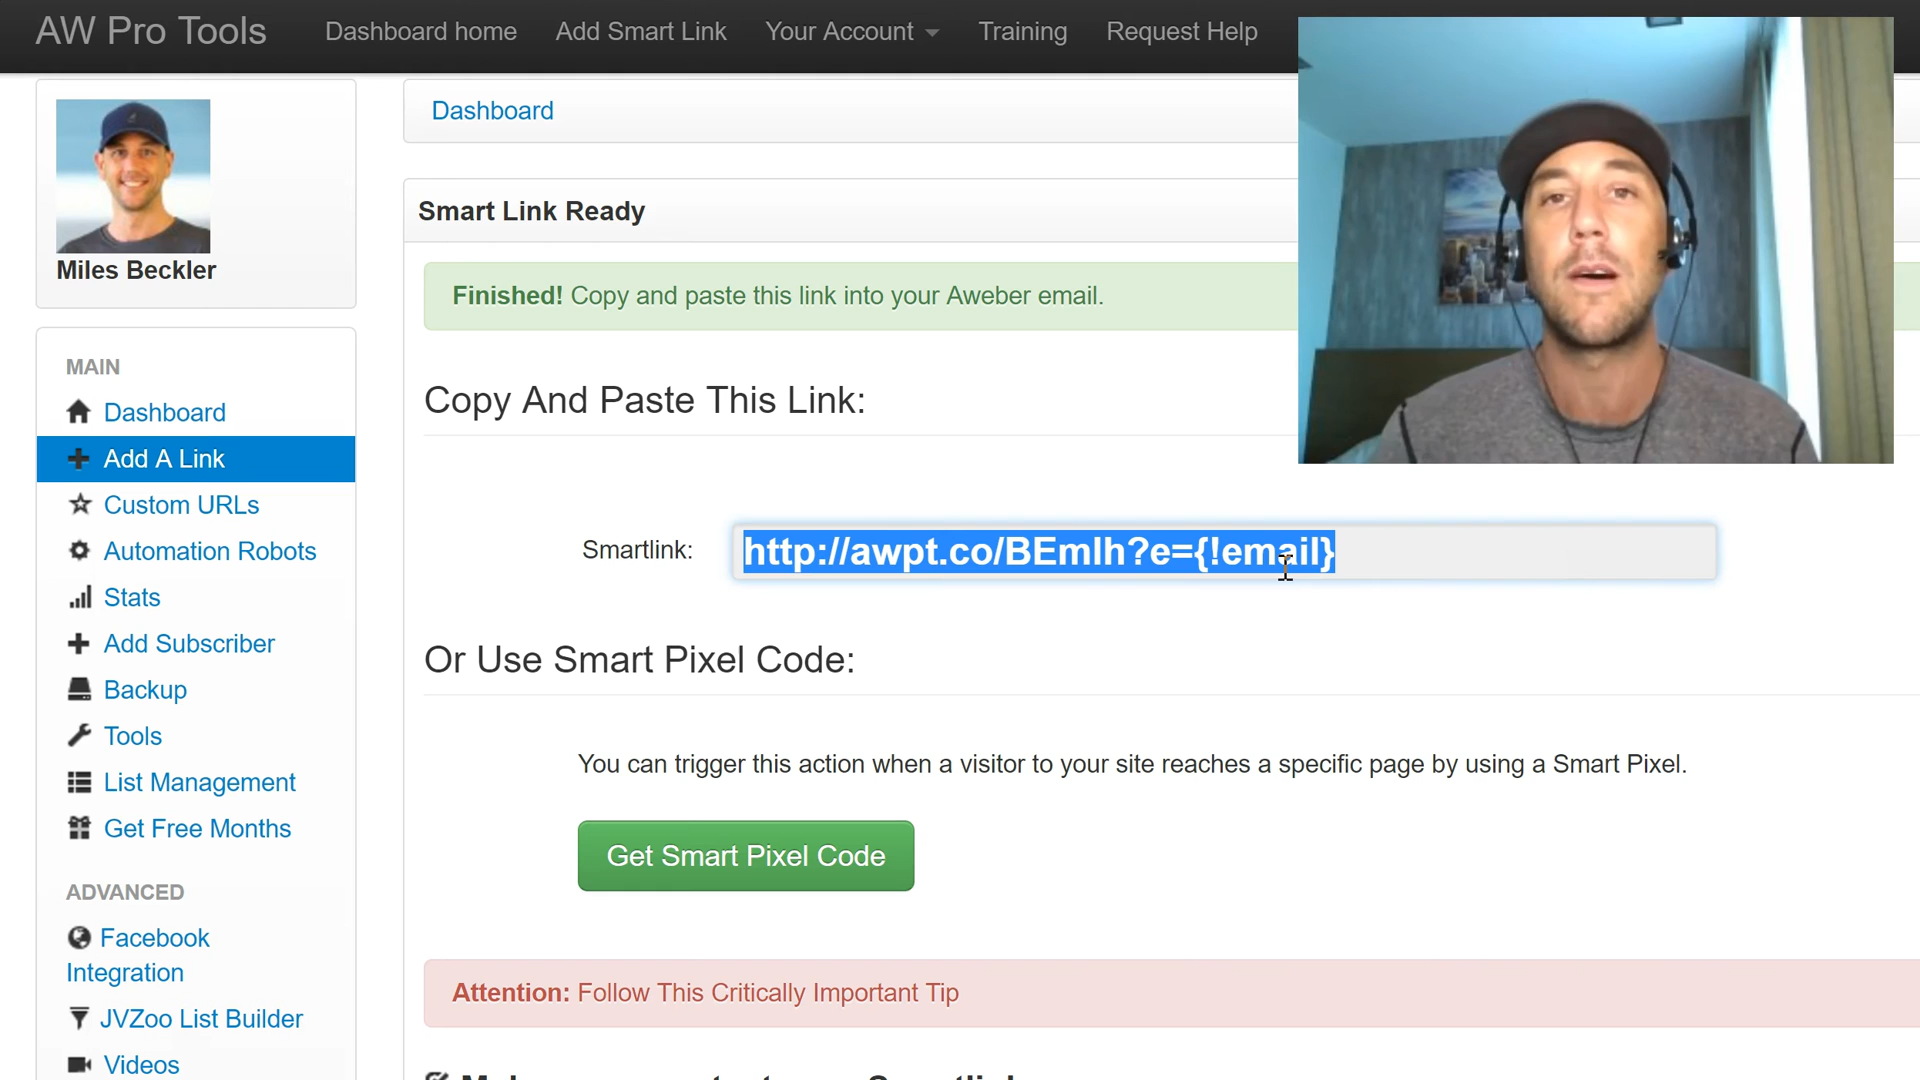 AW Pro Tools
Dashboard home
Add Smart Link
Your Account
Training
Request Help
Miles Beckler
MAIN
Dashboard
Add A Link
Custom URLs
Automation Robots
Stats
Add Subscriber
Backup
Tools
List Management
Get Free Months
ADVANCED
Facebook
Integration
JVZoo List Builder
Videos
Dashboard
Smart Link Ready
Finished! Copy and paste this link into your Aweber email.
Copy And Paste This Link:
Smartlink: http://awpt.co/BEmlh?e={!email}
Or Use Smart Pixel Code:
You can trigger this action when a visitor to your site reaches a specific page by using a Smart Pixel.
Get Smart Pixel Code
Attention: Follow This Critically Important Tip